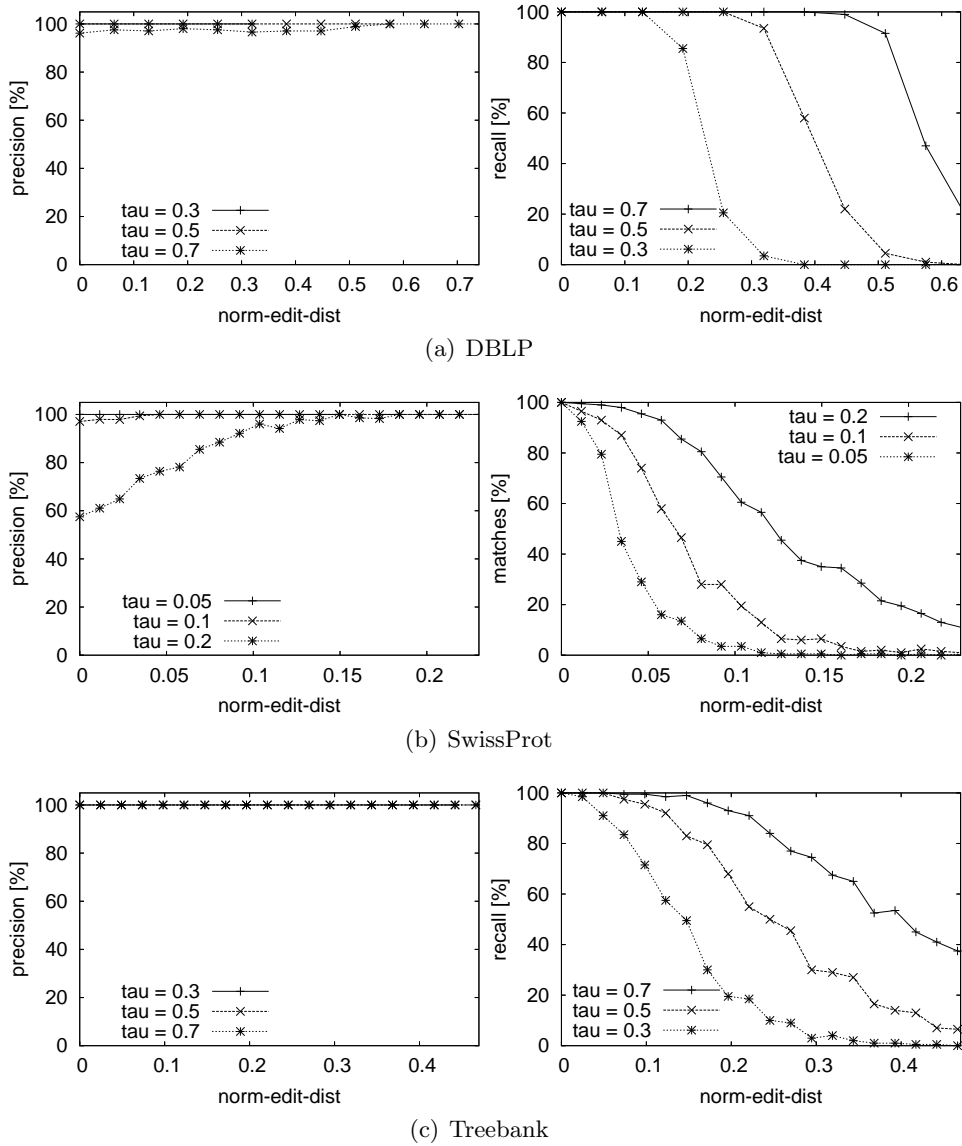 precision [%]
100
80
60
40
20
0
tau = 0.3
tau = 0.5
tau = 0.7
0 0.1 0.2 0.3 0.4 0.5 0.6 0.7
norm-edit-dist
recall [%]
100
80
60
40
20
0
tau = 0.7
tau = 0.5
tau = 0.3
0 0.1 0.2 0.3 0.4 0.5 0.6
norm-edit-dist
(a) DBLP
precision [%]
100
80
60
40
20
0
tau = 0.05
tau = 0.1
tau = 0.2
0 0.05 0.1 0.15 0.2
norm-edit-dist
matches [%]
100
80
60
40
20
0
tau = 0.2
tau = 0.1
tau = 0.05
0 0.05 0.1 0.15 0.2
norm-edit-dist
(b) SwissProt
precision [%]
100
80
60
40
20
0
tau = 0.3
tau = 0.5
tau = 0.7
0 0.1 0.2 0.3 0.4
norm-edit-dist
recall [%]
100
80
60
40
20
0
tau = 0.7
tau = 0.5
tau = 0.3
0 0.1 0.2 0.3 0.4
norm-edit-dist
(c) Treebank